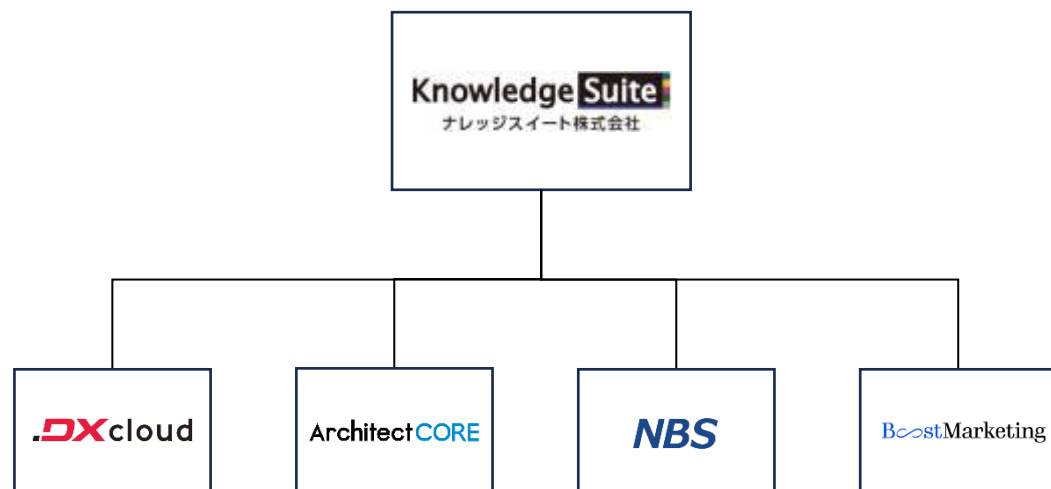 Knowledge Suite
ナレッジスイート株式会社
.DXcloud
ArchitectCORE
NBS
BoostMarketing